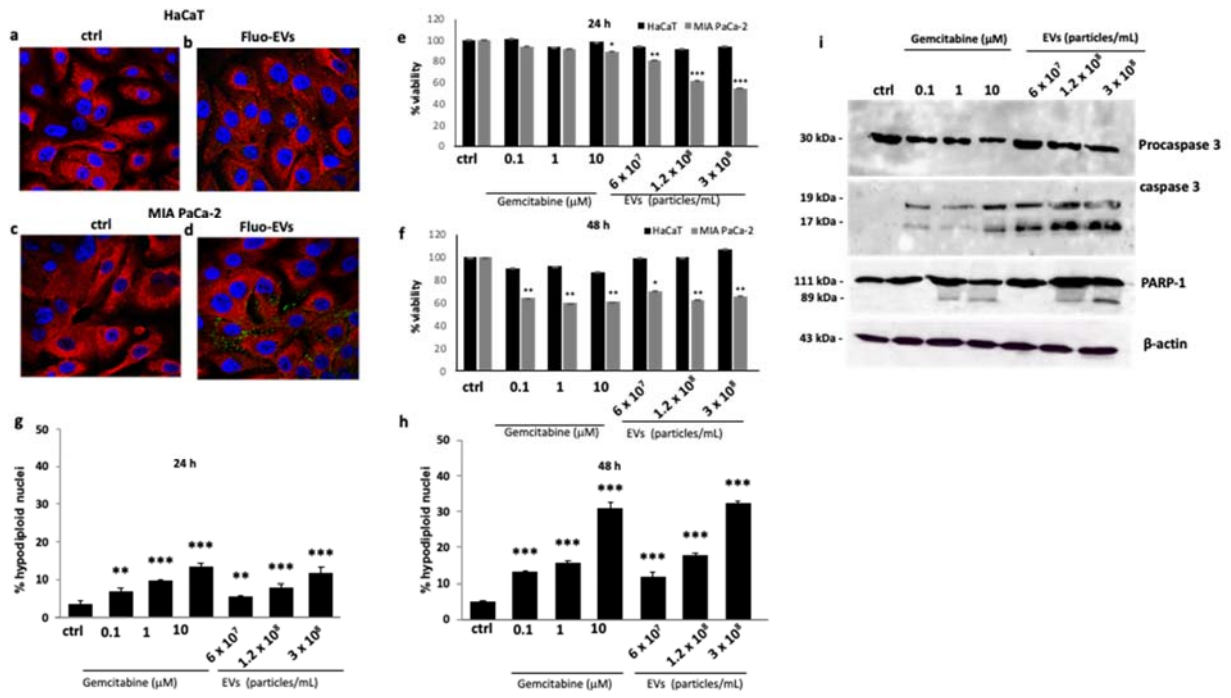 HaCaT
a
ctrl
b
Fluo-EVs
MIA PaCa-2
c
ctrl
d
Fluo-EVs
e
24 h
HaCaT
MIA PaCa-2
% viability
120
100
80
60
40
20
0
*
**
***
***
ctrl
0.1
1
10
6 x 10⁷
1.2 x 10⁸
3 x 10⁸
Gemcitabine (µM)
EVs (particles/mL)
f
48 h
HaCaT
MIA PaCa-2
% viability
120
100
80
60
40
20
0
**
**
**
*
**
**
ctrl
0.1
1
10
6 x 10⁷
1.2 x 10⁸
3 x 10⁸
Gemcitabine (µM)
EVs (particles/mL)
g
24 h
% hypodiploid nuclei
50
40
30
20
10
0
**
***
***
**
***
***
ctrl
0.1
1
10
6 x 10⁷
1.2 x 10⁸
3 x 10⁸
Gemcitabine (µM)
EVs (particles/mL)
h
48 h
% hypodiploid nuclei
50
40
30
20
10
0
***
***
***
***
***
***
ctrl
0.1
1
10
6 x 10⁷
1.2 x 10⁸
3 x 10⁸
Gemcitabine (µM)
EVs (particles/mL)
i
Gemcitabine (µM)
EVs (particles/mL)
ctrl
0.1
1
10
6 x 10⁷
1.2 x 10⁸
3 x 10⁸
30 kDa -
Procaspase 3
caspase 3
19 kDa -
17 kDa -
111 kDa -
PARP-1
89 kDa -
43 kDa -
β-actin